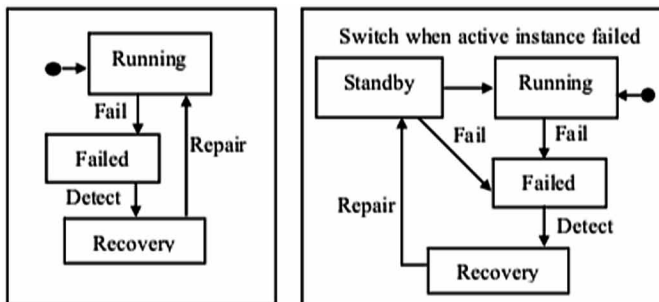 Running
Fail
Failed
Repair
Detect
Recovery
Switch when active instance failed
Standby
Running
Fail
Fail
Failed
Repair
Detect
Recovery